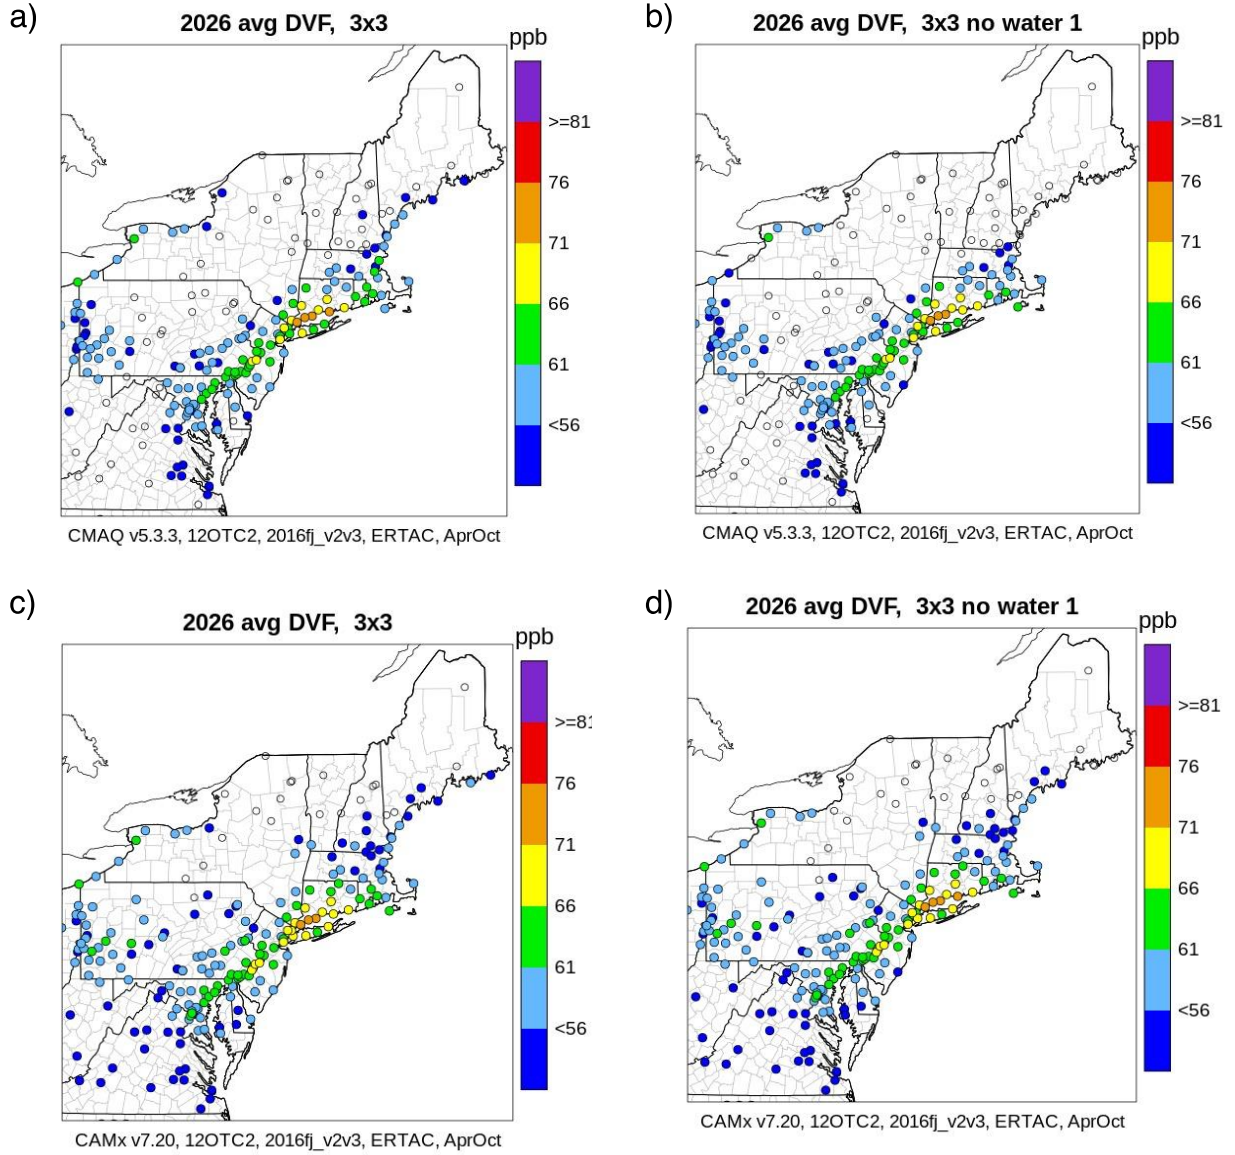 a)
2026 avg DVF, 3x3
ppb
>=81
76
71
66
61
<56
CMAQ v5.3.3, 12OTC2, 2016fj_v2v3, ERTAC, AprOct
b)
2026 avg DVF, 3x3 no water 1
ppb
>=81
76
71
66
61
<56
CMAQ v5.3.3, 12OTC2, 2016fj_v2v3, ERTAC, AprOct
c)
2026 avg DVF, 3x3
ppb
>=81
76
71
66
61
<56
CAMx v7.20, 12OTC2, 2016fj_v2v3, ERTAC, AprOct
d)
2026 avg DVF, 3x3 no water 1
ppb
>=81
76
71
66
61
<56
CAMx v7.20, 12OTC2, 2016fj_v2v3, ERTAC, AprOct